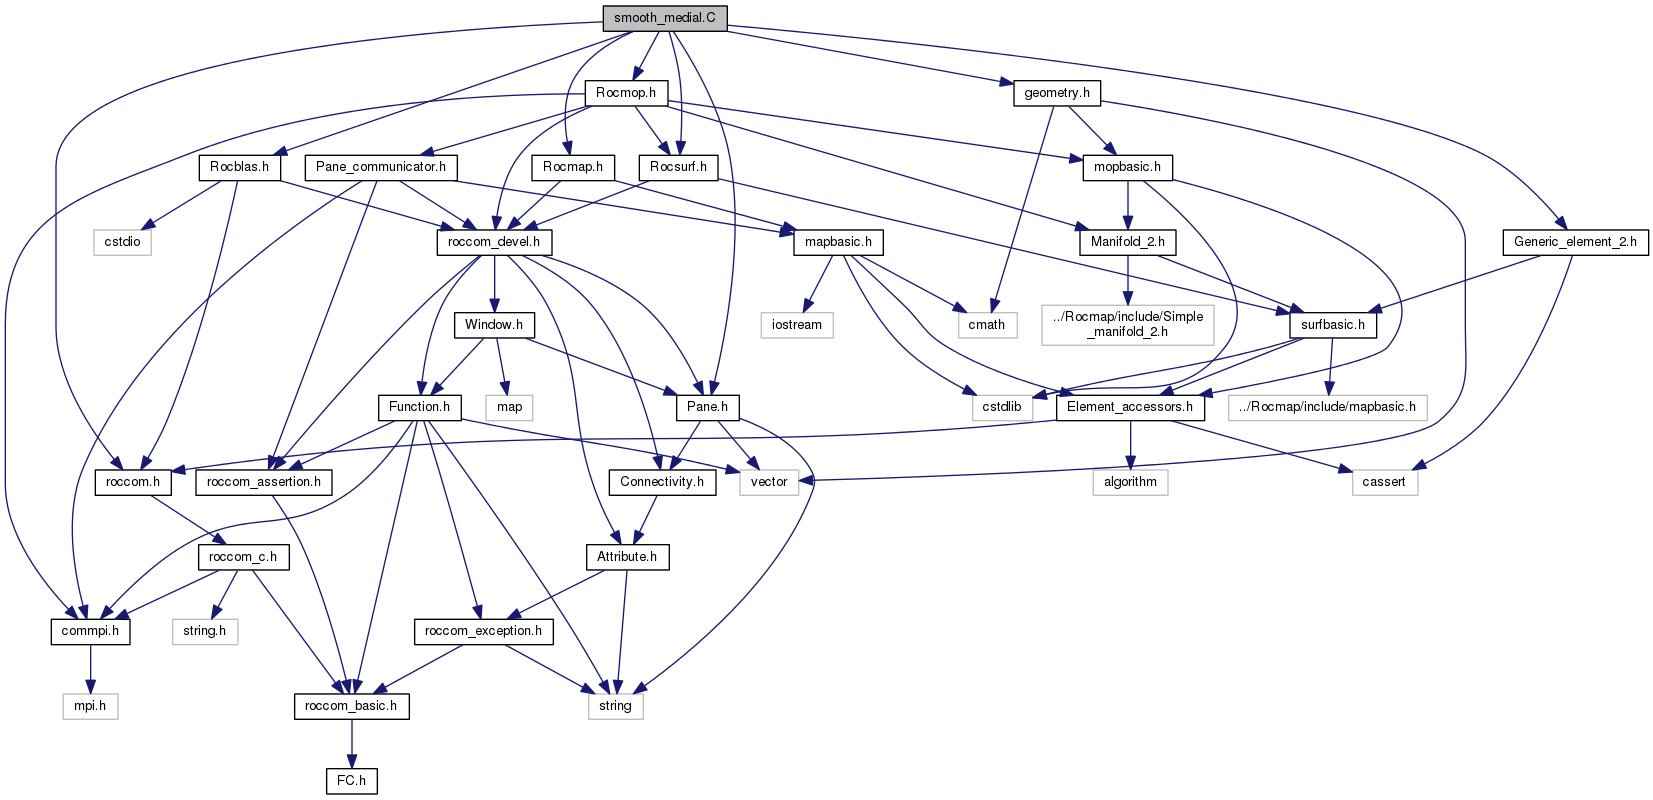 smooth_medial.C
Rocmop.h
geometry.h
Rocblas.h
Pane_communicator.h
Rocmap.h
Rocsurf.h
mopbasic.h
cstdio
roccom_devel.h
mapbasic.h
Manifold_2.h
Generic_element_2.h
Window.h
iostream
cmath
../Rocmap/include/Simple
_manifold_2.h
surfbasic.h
Function.h
map
Pane.h
cstdlib
Element_accessors.h
../Rocmap/include/mapbasic.h
roccom.h
roccom_assertion.h
Connectivity.h
vector
algorithm
cassert
roccom_c.h
Attribute.h
commpi.h
string.h
roccom_exception.h
mpi.h
roccom_basic.h
string
FC.h